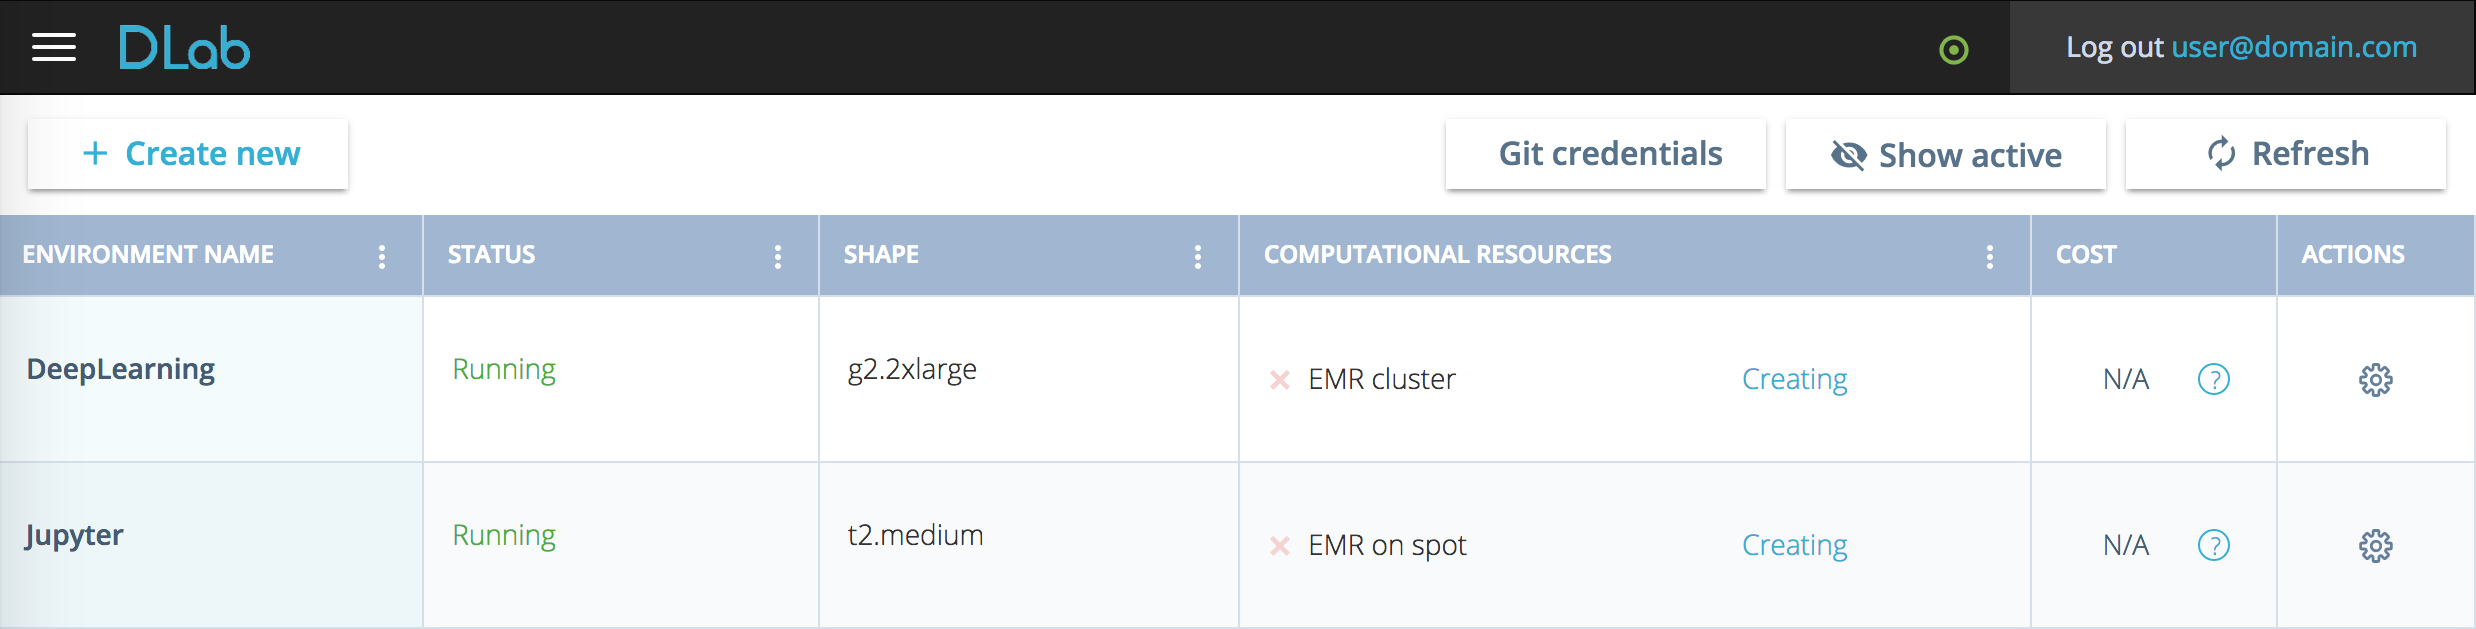 DLab
Log out user@domain.com
+ Create new
Git credentials
Show active
Refresh
ENVIRONMENT NAME STATUS SHAPE COMPUTATIONAL RESOURCES COST ACTIONS
DeepLearning Running g2.2xlarge EMR cluster Creating N/A ?
Jupyter Running t2.medium EMR on spot Creating N/A ?